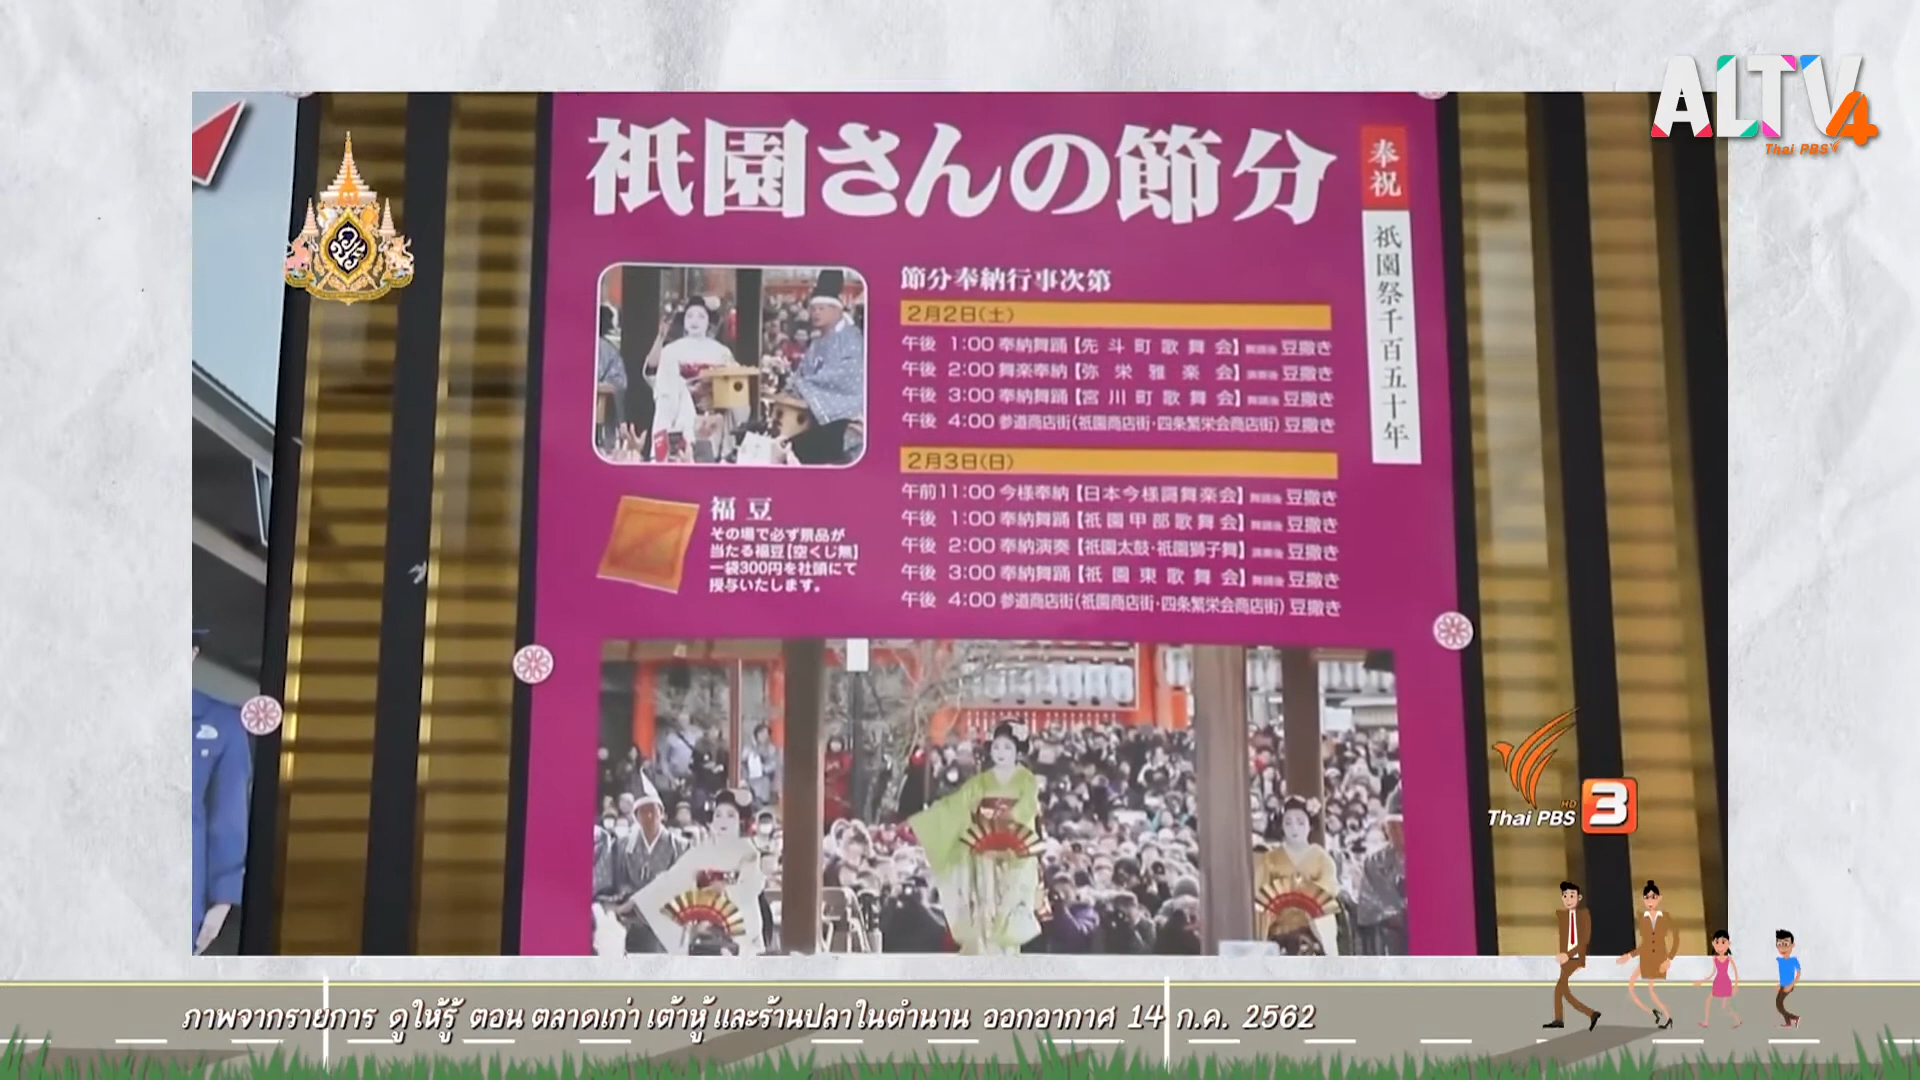 ALTV4
Thai PBS
祇園さんの節分
奉祝
祇園祭千百五十年
節分奉納行事次第
2月2日(土)
午後 1:00 奉納舞踊【先斗町歌舞会】 豆撒き
午後 2:00 舞楽奉納【弥栄雅楽会】 豆撒き
午後 3:00 奉納舞踊【宮川町歌舞会】 豆撒き
午後 4:00 参道商店街(祇園商店街・四条繁栄会商店街) 豆撒き
2月3日(日)
午前11:00 今様奉納【日本今様謌舞楽会】 豆撒き
午後 1:00 奉納舞踊【祇園甲部歌舞会】 豆撒き
午後 2:00 奉納演奏【祇園太鼓・祇園獅子舞】 豆撒き
午後 3:00 奉納舞踊【祇園東歌舞会】 豆撒き
午後 4:00 参道商店街(祇園商店街・四条繁栄会商店街) 豆撒き
福豆
その場で必ず景品が
当たる福豆【空くじ無】
一袋300円を社頭にて
授与いたします。
Thai PBS HD 3
ภาพจากรายการ ดูให้รู้ ตอน ตลาดเก่า เต้าหู้ และร้านปลาในตำนาน ออกอากาศ 14 ก.ค. 2562